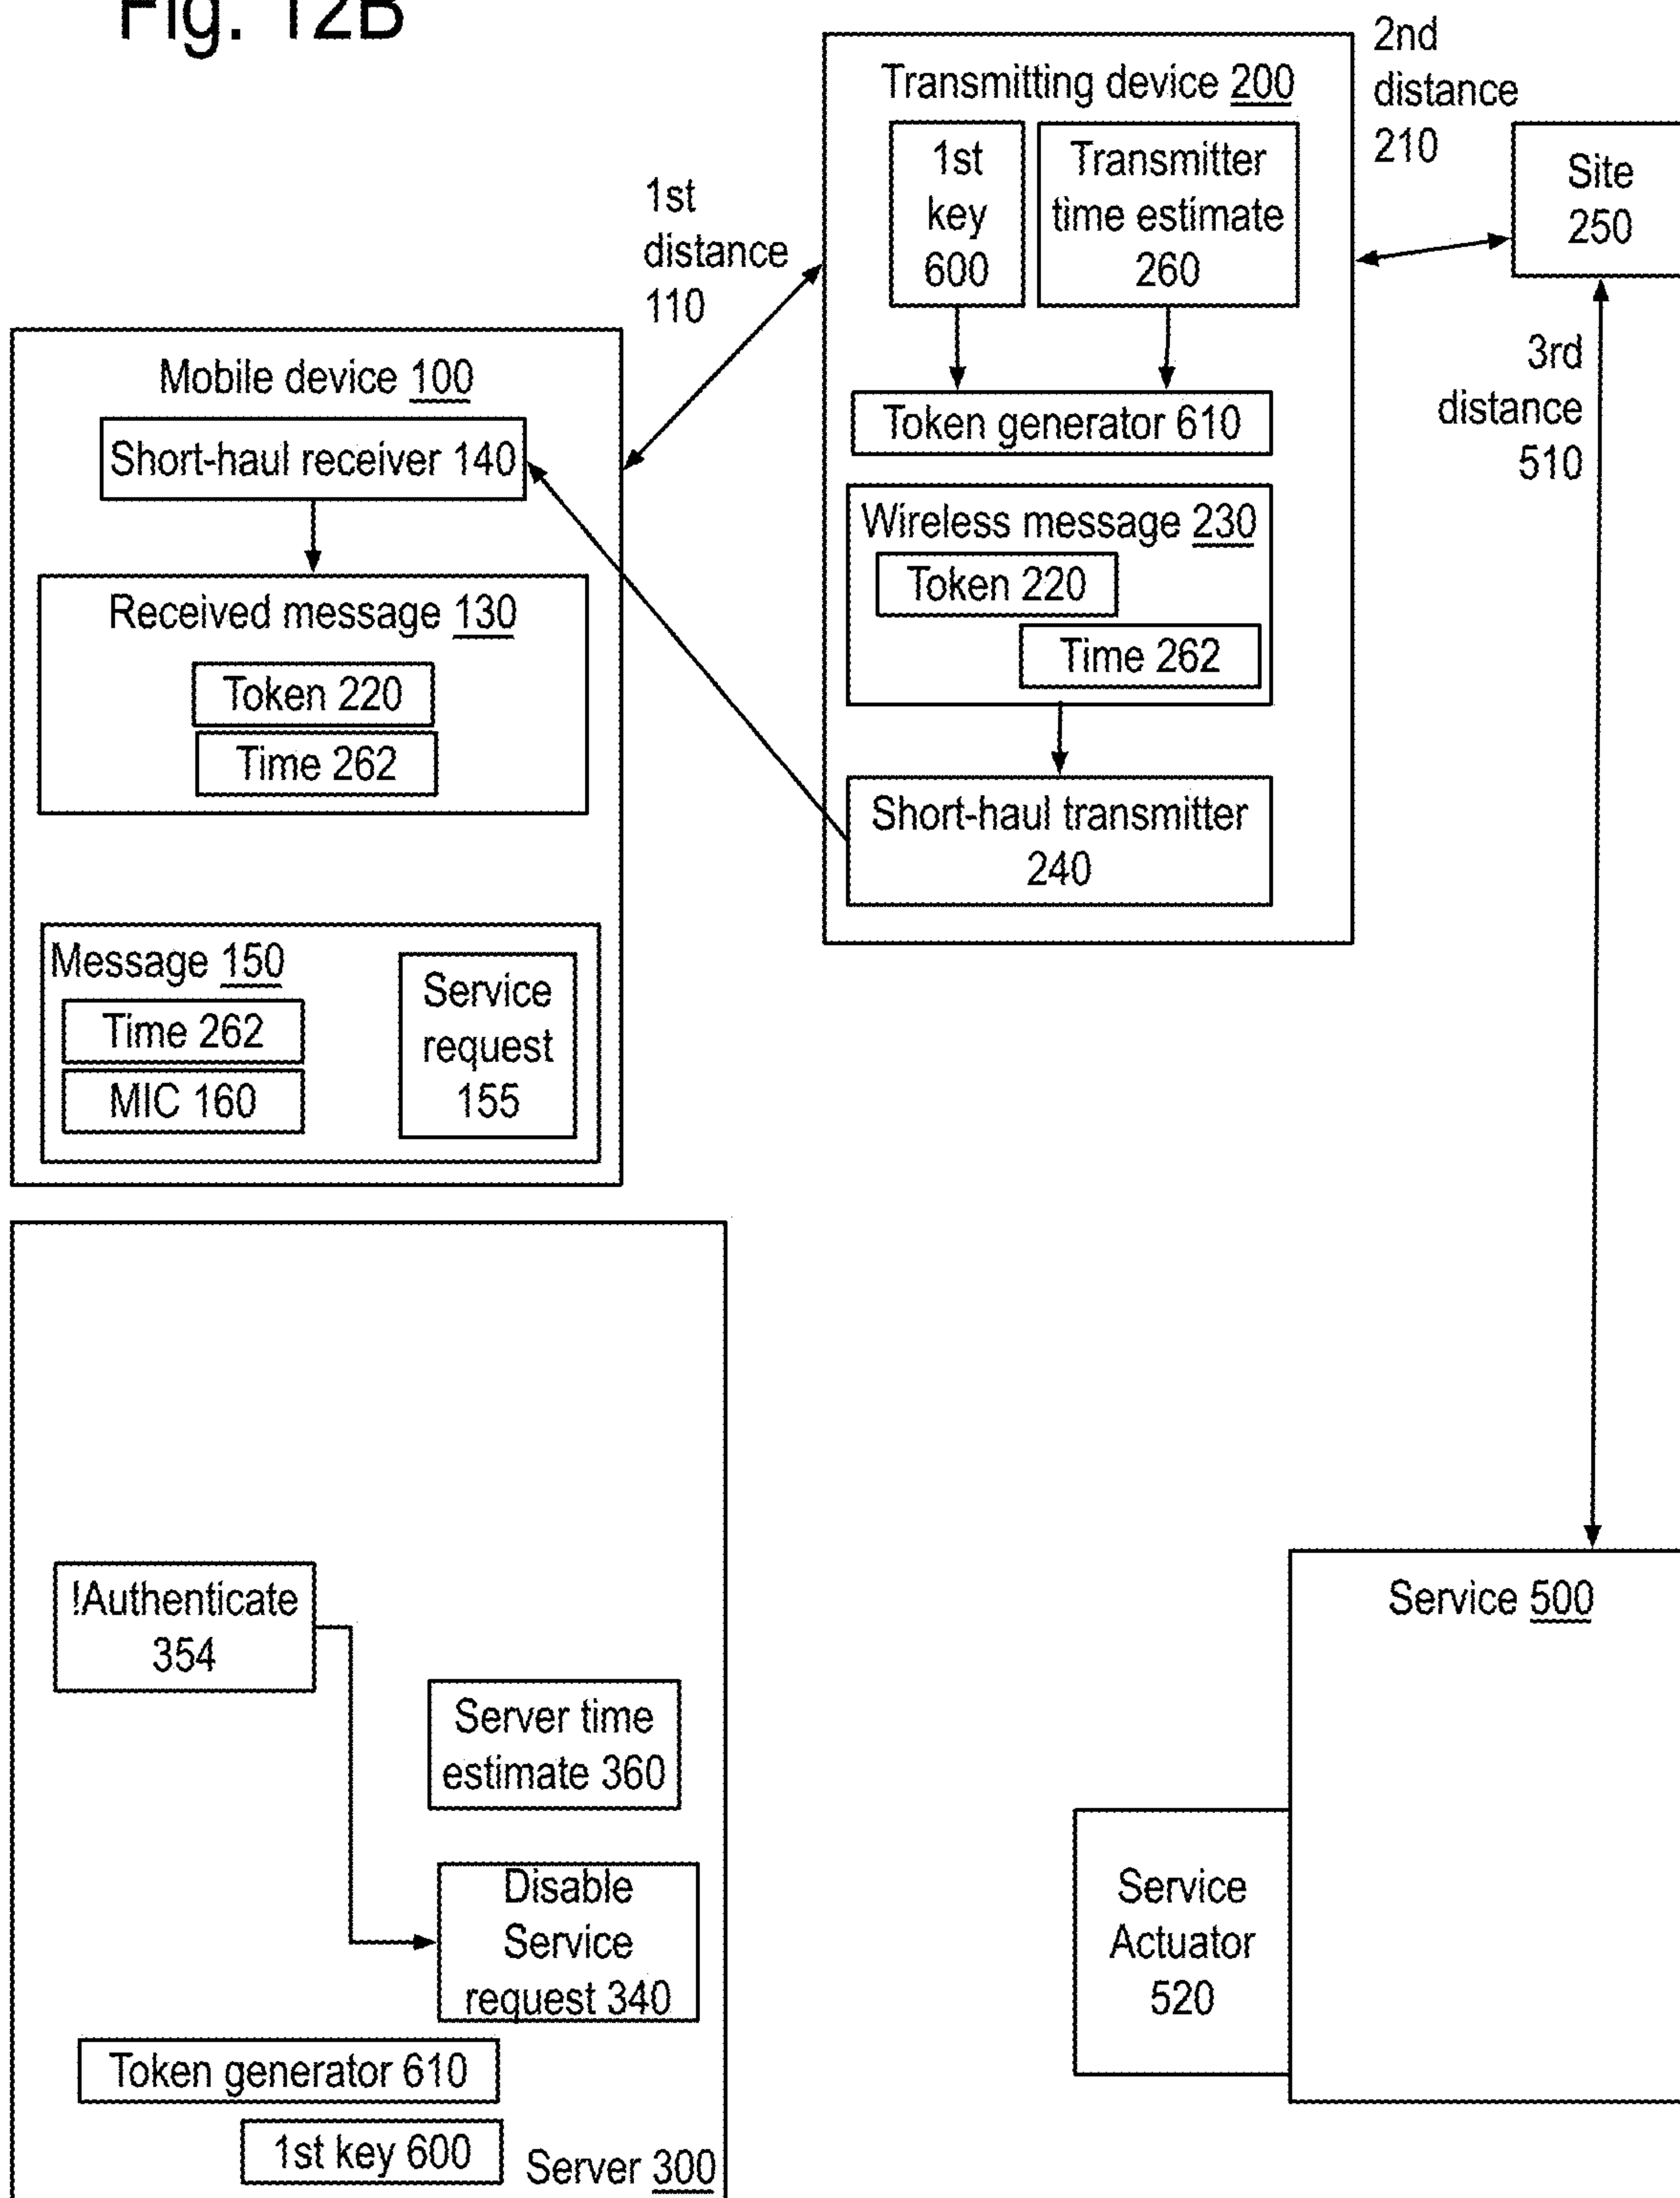 Fig. 12B
Transmitting device 200
1st
key
600
Transmitter
time estimate
260
Token generator 610
Wireless message 230
Token 220
Time 262
Short-haul transmitter
240
2nd
distance
210
Site
250
1st
distance
110
3rd
distance
510
Mobile device 100
Short-haul receiver 140
Received message 130
Token 220
Time 262
Message 150
Time 262
MIC 160
Service
request
155
!Authenticate
354
Server time
estimate 360
Disable
Service
request 340
Token generator 610
1st key 600
Server 300
Service 500
Service
Actuator
520